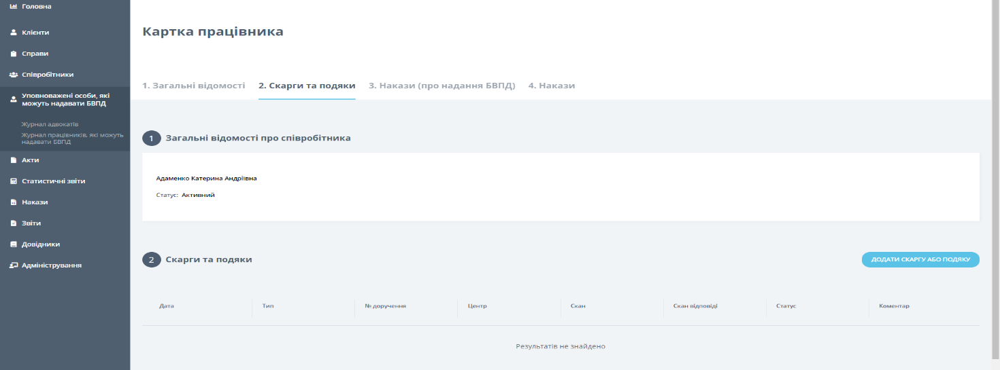 Головна
Клієнти
Справи
Співробітники
Уповноважені особи, які
можуть надавати БВПД
Журнал адвокатів
Журнал працівників, які можуть
надавати БВПД
Акти
Статистичні звіти
Накази
Звіти
Довідники
Адміністрування
Картка працівника
1. Загальні відомості 2. Скарги та подяки 3. Накази (про надання БВПД) 4. Накази
1 Загальні відомості про співробітника
Адаменко Катерина Андріївна
Статус: Активний
2 Скарги та подяки ДОДАТИ СКАРГУ АБО ПОДЯКУ
Дата Тип № доручення Центр Скан Скан відповіді Статус Коментар
Результатів не знайдено